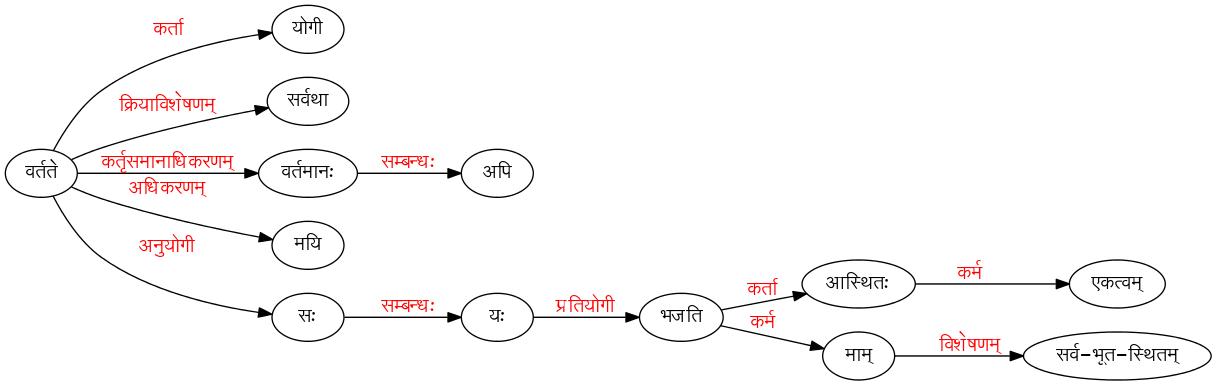 कर्ता
योगी
क्रियाविशेषणम्
सर्वथा
वर्तते
कर्तृसमानाधिकरणम्
वर्तमानः
सम्बन्धः
अपि
अधिकरणम्
मयि
अनुयोगी
सः
सम्बन्धः
यः
प्रतियोगी
भजति
कर्ता
आस्थितः
कर्म
एकत्वम्
कर्म
माम्
विशेषणम्
सर्व-भूत-स्थितम्